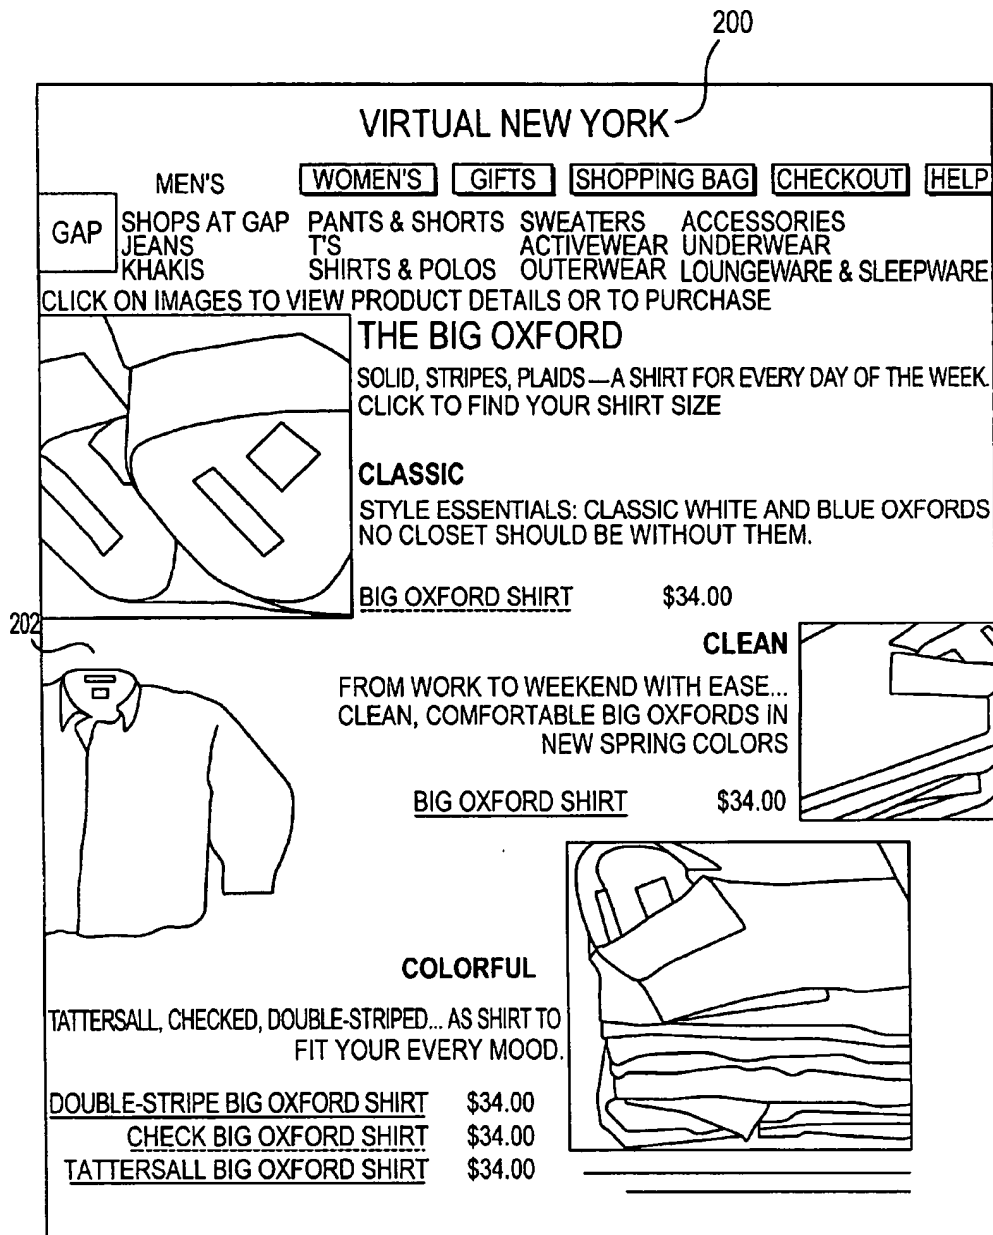 200
VIRTUAL NEW YORK
MEN'S WOMEN'S GIFTS SHOPPING BAG CHECKOUT HELP
GAP
SHOPS AT GAP PANTS & SHORTS SWEATERS ACCESSORIES
JEANS T'S ACTIVEWEAR UNDERWEAR
KHAKIS SHIRTS & POLOS OUTERWEAR LOUNGEWARE & SLEEPWARE
CLICK ON IMAGES TO VIEW PRODUCT DETAILS OR TO PURCHASE
THE BIG OXFORD
SOLID, STRIPES, PLAIDS—A SHIRT FOR EVERY DAY OF THE WEEK.
CLICK TO FIND YOUR SHIRT SIZE
CLASSIC
STYLE ESSENTIALS: CLASSIC WHITE AND BLUE OXFORDS
NO CLOSET SHOULD BE WITHOUT THEM.
BIG OXFORD SHIRT $34.00
202
CLEAN
FROM WORK TO WEEKEND WITH EASE...
CLEAN, COMFORTABLE BIG OXFORDS IN
NEW SPRING COLORS
BIG OXFORD SHIRT $34.00
COLORFUL
TATTERSALL, CHECKED, DOUBLE-STRIPED... AS SHIRT TO
FIT YOUR EVERY MOOD.
DOUBLE-STRIPE BIG OXFORD SHIRT $34.00
CHECK BIG OXFORD SHIRT $34.00
TATTERSALL BIG OXFORD SHIRT $34.00